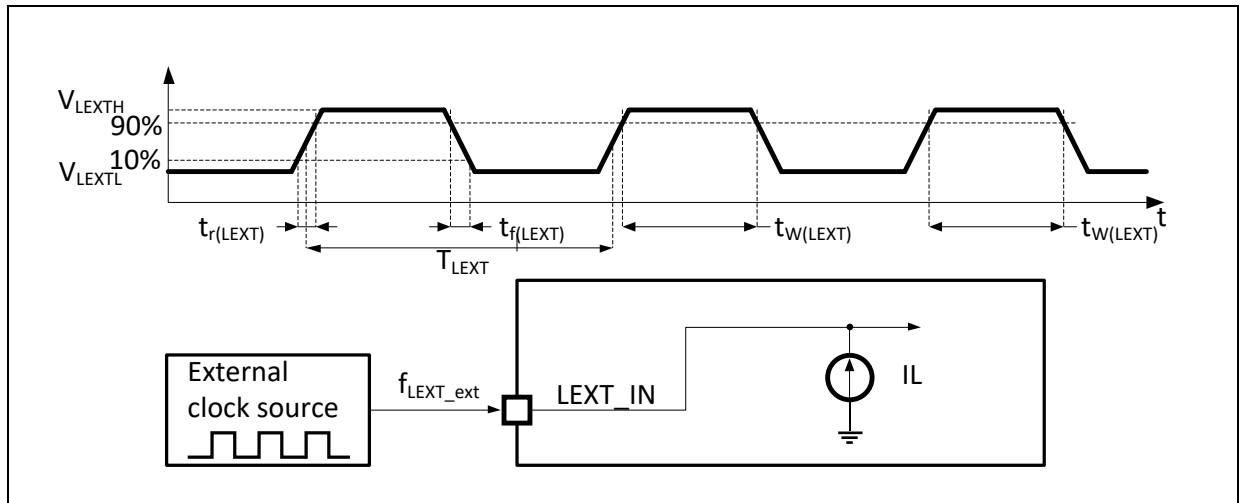 V_LEXTH
90%
10%
V_LEXTL
t
t_r(LEXT)
t_f(LEXT)
t_W(LEXT)
t_W(LEXT)
T_LEXT
External
clock source
f_LEXT_ext
LEXT_IN
IL